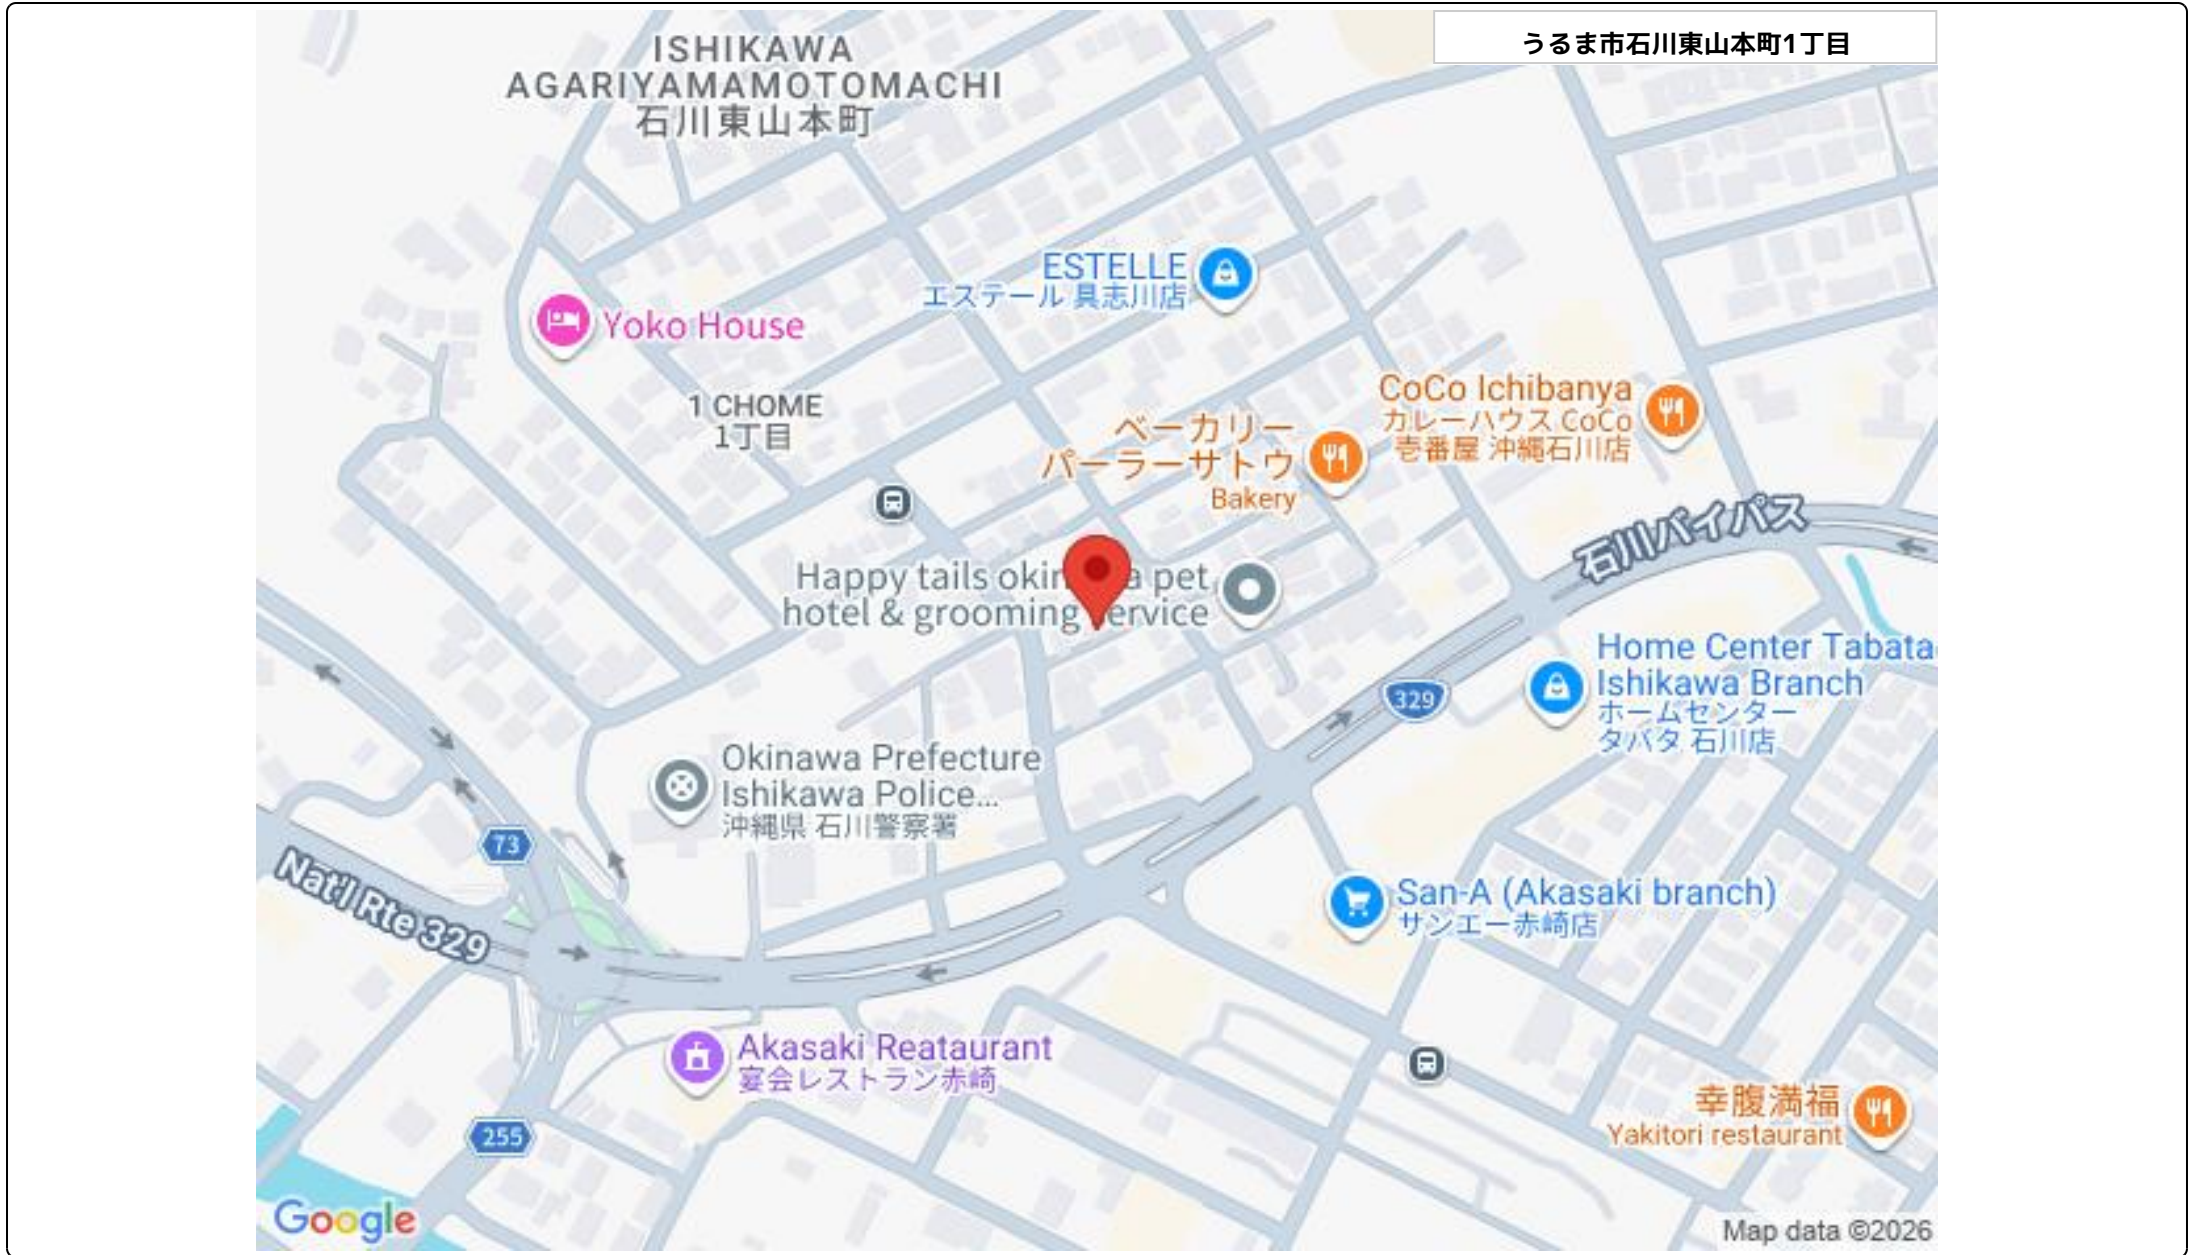 うるま市石川東山本町1丁目
ISHIKAWA
AGARIYAMAMOTOMACHI
石川東山本町
ESTELLE
エステール 具志川店
Yoko House
1 CHOME
1丁目
CoCo Ichibanya
カレーハウス CoCo
壱番屋 沖縄石川店
ベーカリー
パーラーサトウ
Bakery
石川バイパス
Happy tails okin a pet
hotel & grooming service
Home Center Tabata
Ishikawa Branch
ホームセンター
タバタ 石川店
329
Okinawa Prefecture
Ishikawa Police...
沖縄県 石川警察署
73
Nat'l Rte 329
San-A (Akasaki branch)
サンエー赤崎店
Akasaki Reataurant
宴会レストラン赤崎
幸腹満福
Yakitori restaurant
255
Google
Map data ©2026